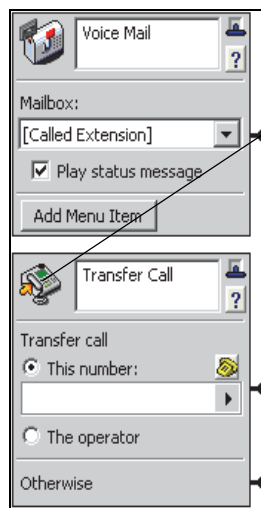 Voice Mail
?
Mailbox:
[Called Extension]
Play status message
Add Menu Item
Transfer Call
?
Transfer call
This number:
The operator
Otherwise